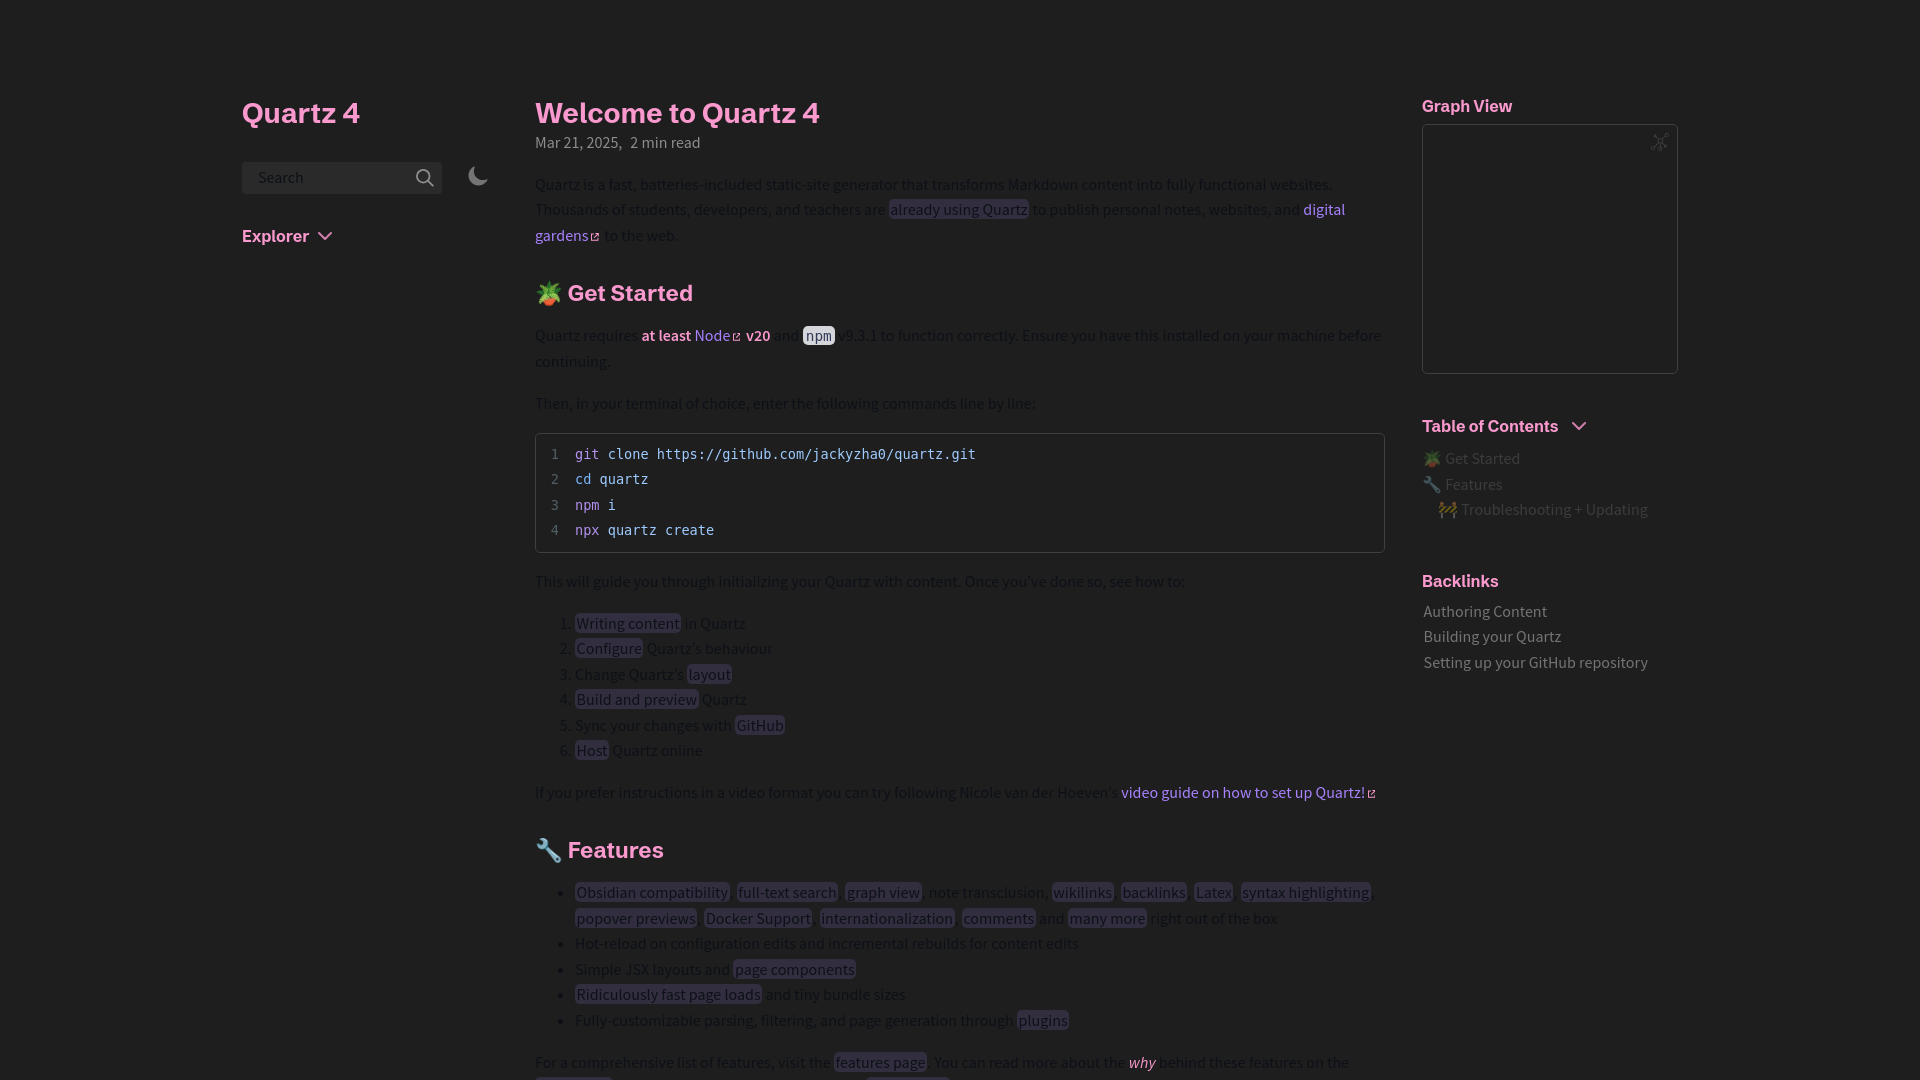 Quartz 4
Search
Explorer
Welcome to Quartz 4
Mar 21, 2025, 2 min read
Quartz is a fast, batteries-included static-site generator that transforms Markdown content into fully functional websites.
Thousands of students, developers, and teachers are already using Quartz to publish personal notes, websites, and digital
gardens to the web.
🪴 Get Started
Quartz requires at least Node v20 and npm v9.3.1 to function correctly. Ensure you have this installed on your machine before
continuing.
Then, in your terminal of choice, enter the following commands line by line:
1 git clone https://github.com/jackyzha0/quartz.git
2 cd quartz
3 npm i
4 npx quartz create
This will guide you through initializing your Quartz with content. Once you've done so, see how to:
1. Writing content in Quartz
2. Configure Quartz's behaviour
3. Change Quartz's layout
4. Build and preview Quartz
5. Sync your changes with GitHub
6. Host Quartz online
If you prefer instructions in a video format you can try following Nicole van der Hoeven's video guide on how to set up Quartz!
🔧 Features
• Obsidian compatibility, full-text search, graph view, note transclusion, wikilinks, backlinks, Latex, syntax highlighting,
popover previews, Docker Support, internationalization, comments and many more right out of the box
• Hot-reload on configuration edits and incremental rebuilds for content edits
• Simple JSX layouts and page components
• Ridiculously fast page loads and tiny bundle sizes
• Fully-customizable parsing, filtering, and page generation through plugins
For a comprehensive list of features, visit the features page. You can read more about the why behind these features on the
Graph View
Table of Contents
🪴 Get Started
🔧 Features
🚧 Troubleshooting + Updating
Backlinks
Authoring Content
Building your Quartz
Setting up your GitHub repository